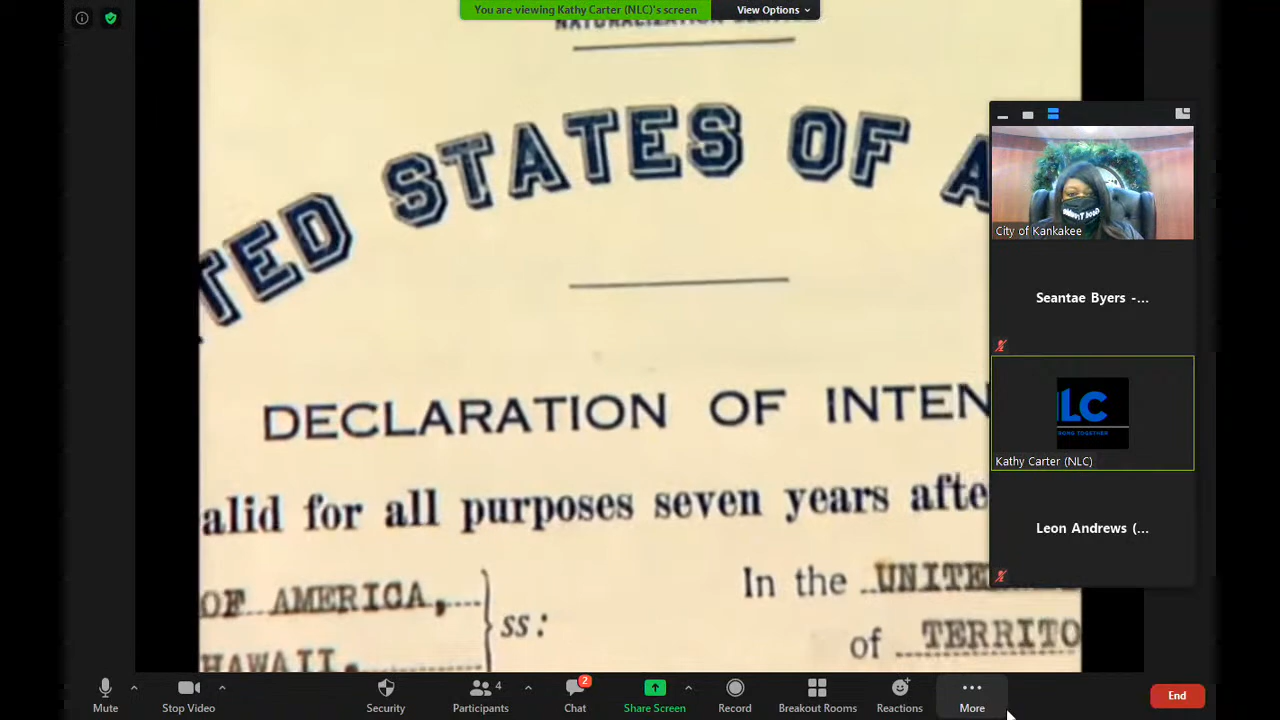 You are viewing Kathy Carter (NLC)'s screen
View Options
TED STATES OF A
DECLARATION OF INTEN
alid for all purposes seven years afte
OF AMERICA,
ss:
HAWAII,
In the UNITE
of TERRITO
City of Kankakee
Seantae Byers -...
LC
Kathy Carter (NLC)
Leon Andrews (...
Mute
Stop Video
Security
4
Participants
2
Chat
Share Screen
Record
Breakout Rooms
Reactions
More
End